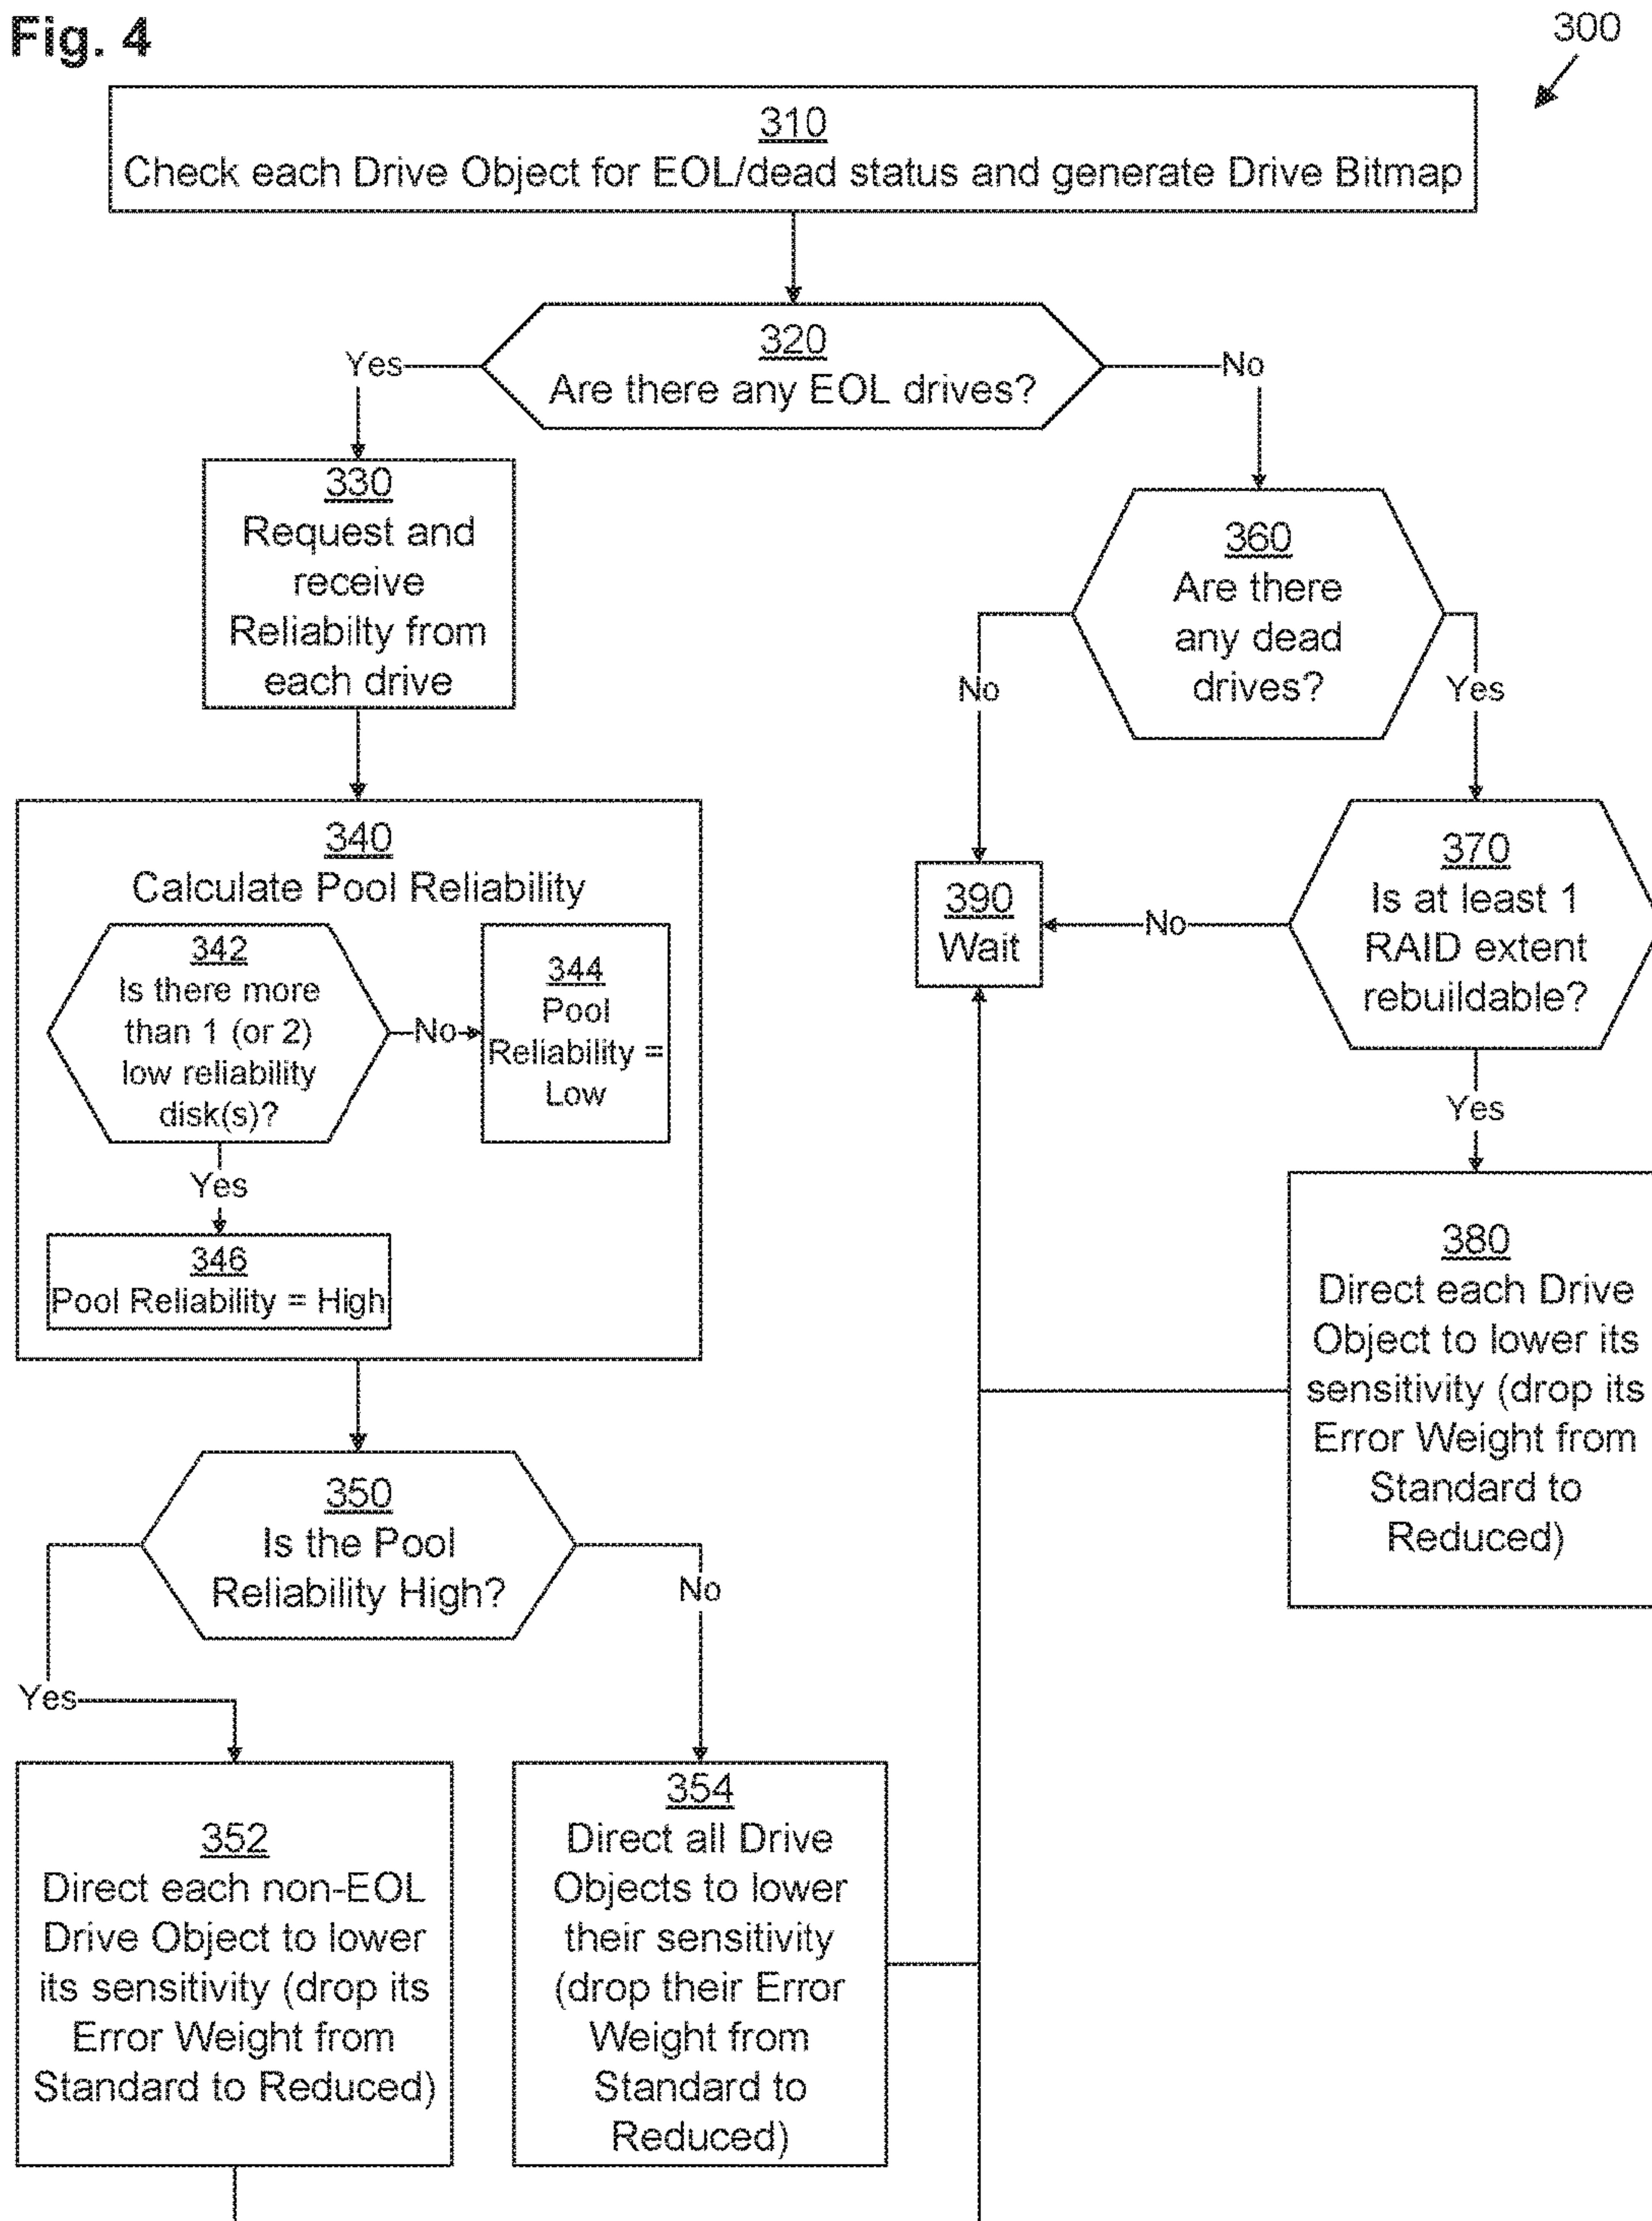 Fig. 4
300
310
Check each Drive Object for EOL/dead status and generate Drive Bitmap
320
Are there any EOL drives?
Yes
No
330
Request and
receive
Reliabilty from
each drive
360
Are there
any dead
drives?
No
Yes
340
Calculate Pool Reliability
342
Is there more
than 1 (or 2)
low reliability
disk(s)?
No
344
Pool
Reliability =
Low
Yes
346
Pool Reliability = High
390
Wait
No
370
Is at least 1
RAID extent
rebuildable?
Yes
380
Direct each Drive
Object to lower its
sensitivity (drop its
Error Weight from
Standard to
Reduced)
350
Is the Pool
Reliability High?
Yes
No
352
Direct each non-EOL
Drive Object to lower
its sensitivity (drop its
Error Weight from
Standard to Reduced)
354
Direct all Drive
Objects to lower
their sensitivity
(drop their Error
Weight from
Standard to
Reduced)